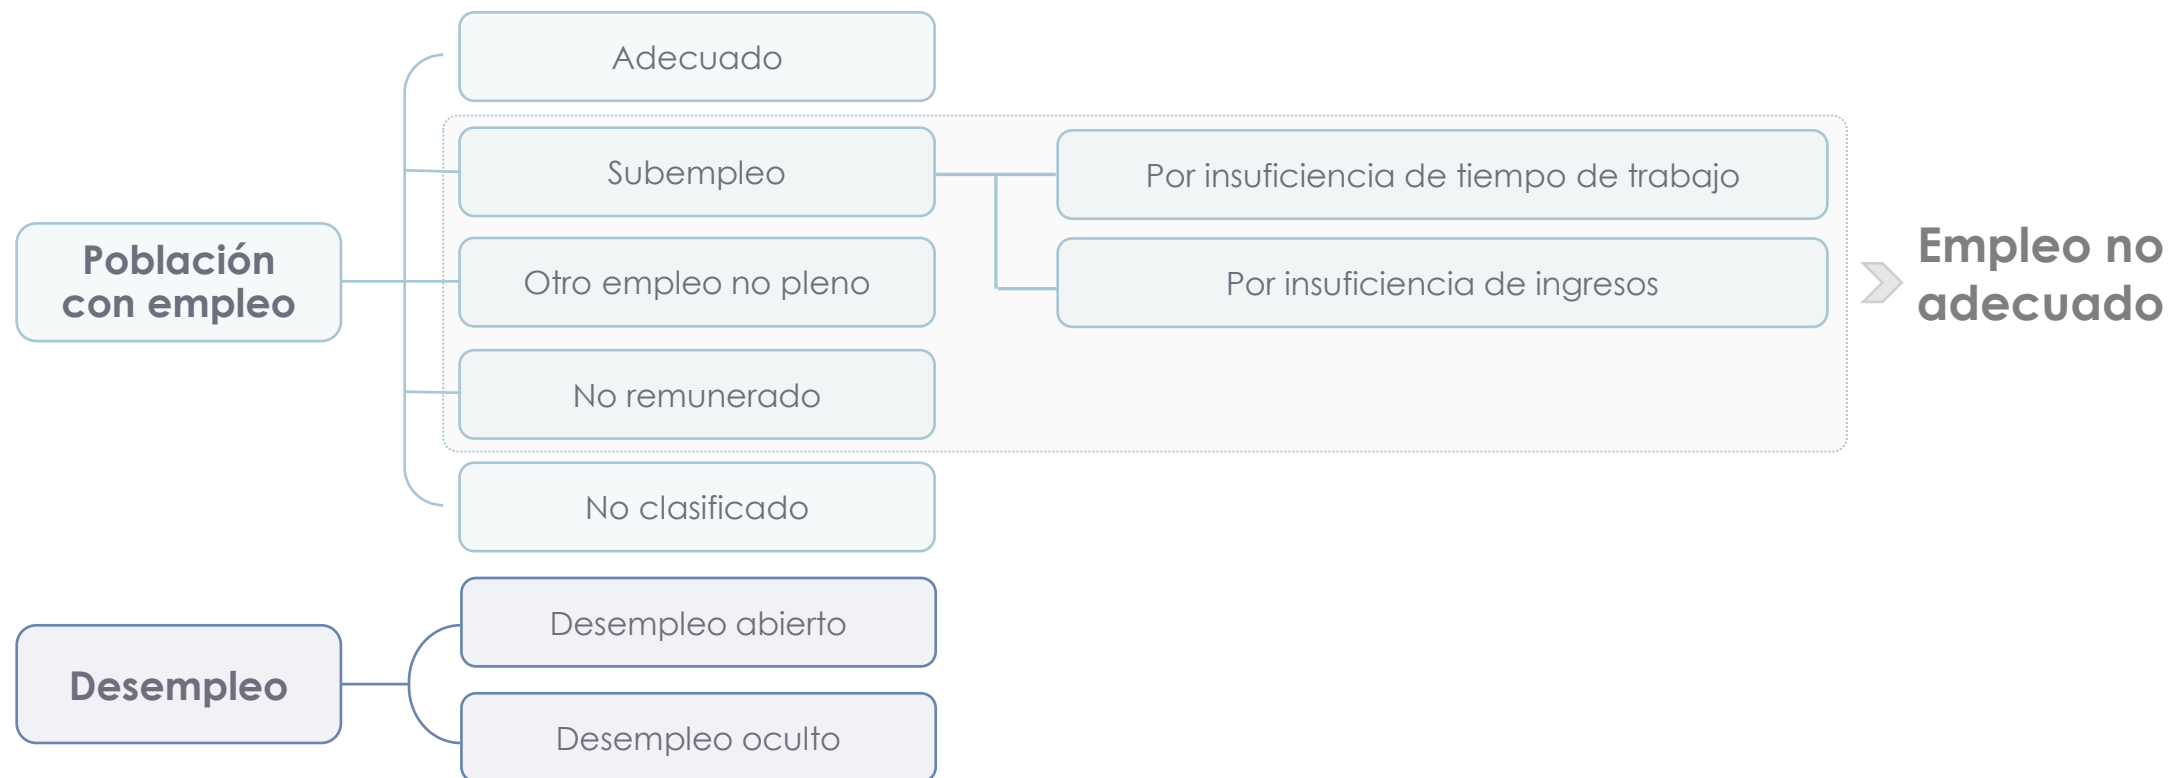 Adecuado
Subempleo
Por insuficiencia de tiempo de trabajo
Población
con empleo
Otro empleo no pleno
Por insuficiencia de ingresos
Empleo no
adecuado
No remunerado
No clasificado
Desempleo
Desempleo abierto
Desempleo oculto